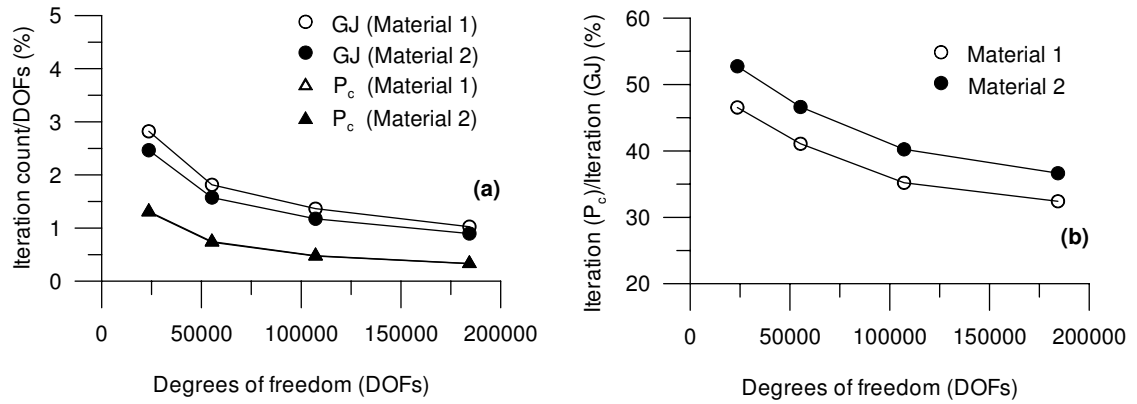 Iteration count/DOFs (%)
5
4
3
2
1
0
GJ (Material 1)
GJ (Material 2)
Pc (Material 1)
Pc (Material 2)
(a)
0 50000 100000 150000 200000
Degrees of freedom (DOFs)
Iteration (Pc)/Iteration (GJ) (%)
60
50
40
30
20
Material 1
Material 2
(b)
0 50000 100000 150000 200000
Degrees of freedom (DOFs)